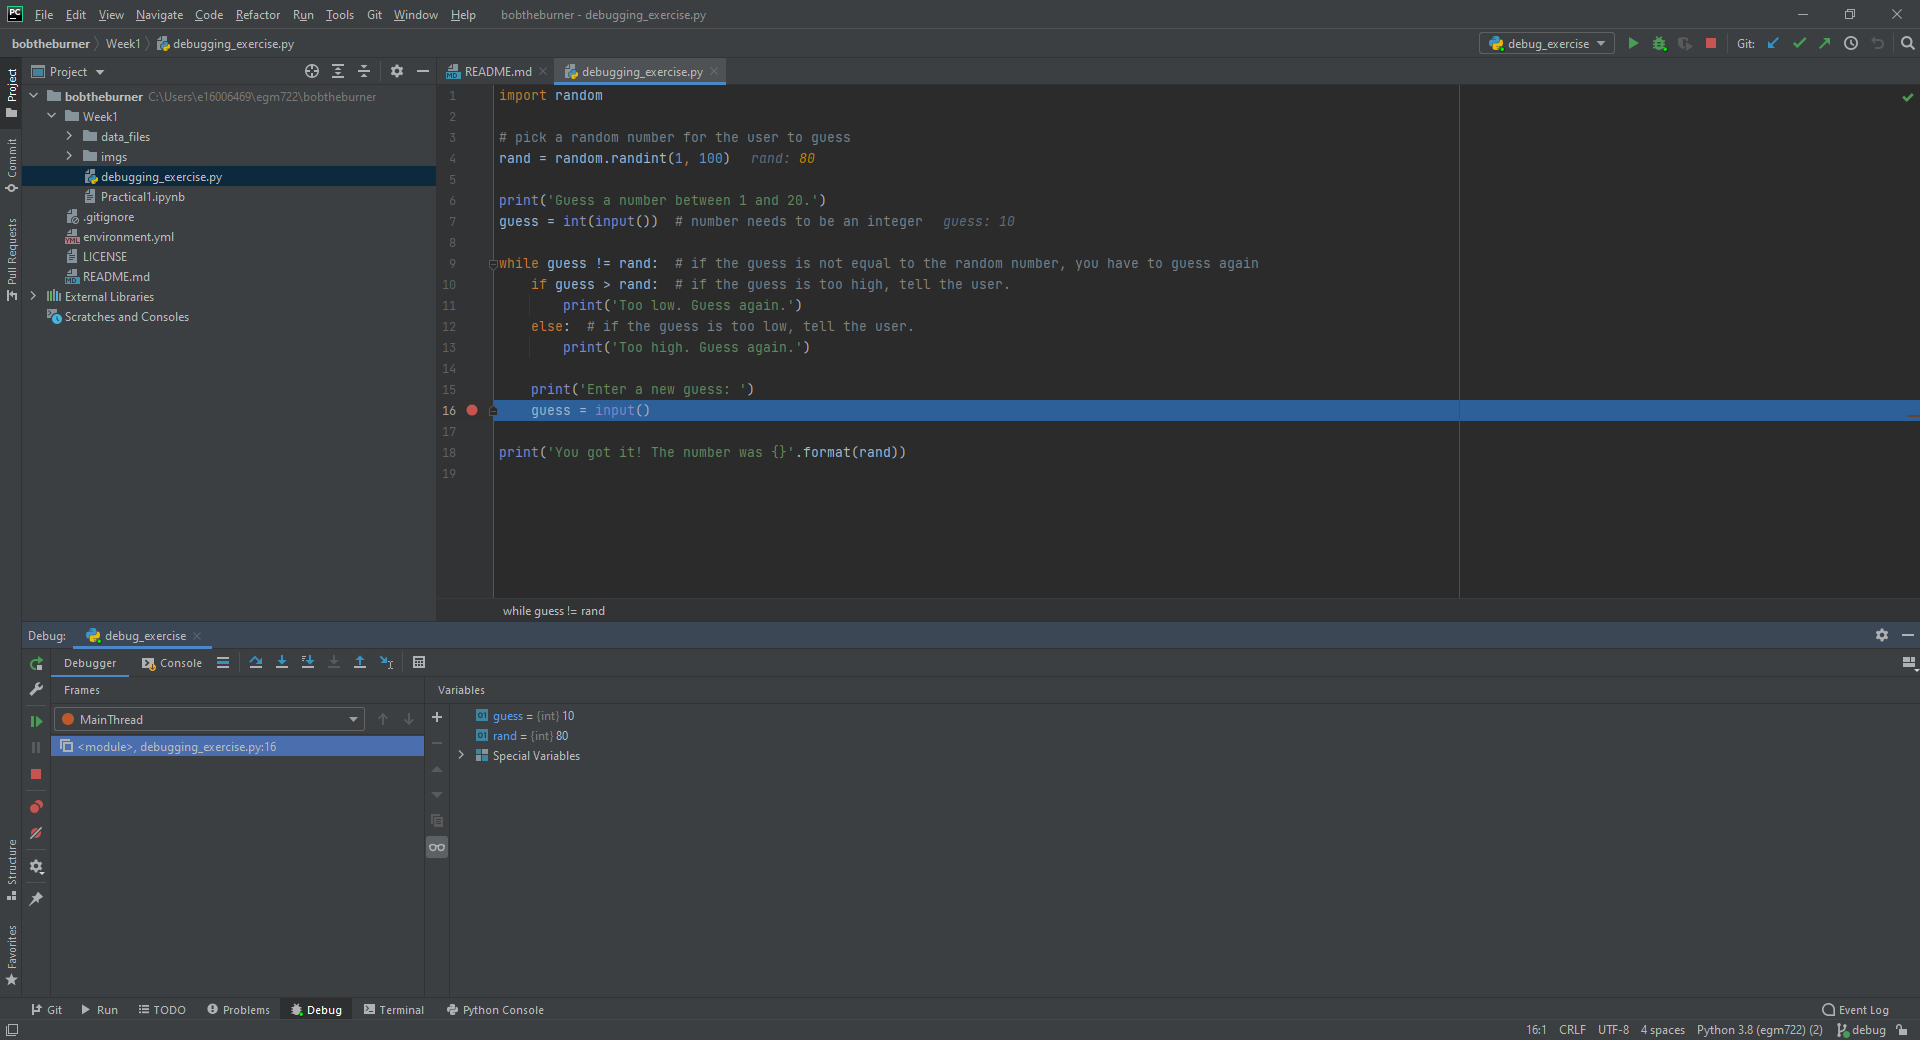 PC File Edit View Navigate Code Refactor Run Tools Git Window Help bobtheburner - debugging_exercise.py
bobtheburner Week1 debugging_exercise.py debug_exercise Git:
Project
README.md debugging_exercise.py
Project
Commit
Pull Requests
Structure
Favorites
bobtheburner C:\Users\e16006469\egm722\bobtheburner
Week1
data_files
imgs
debugging_exercise.py
Practical1.ipynb
.gitignore
environment.yml
LICENSE
README.md
External Libraries
Scratches and Consoles
1 import random
2
3 # pick a random number for the user to guess
4 rand = random.randint(1, 100) rand: 80
5
6 print('Guess a number between 1 and 20.')
7 guess = int(input()) # number needs to be an integer guess: 10
8
9 while guess != rand: # if the guess is not equal to the random number, you have to guess again
10 if guess > rand: # if the guess is too high, tell the user.
11 print('Too low. Guess again.')
12 else: # if the guess is too low, tell the user.
13 print('Too high. Guess again.')
14
15 print('Enter a new guess: ')
16 guess = input()
17
18 print('You got it! The number was {}'.format(rand))
19
while guess != rand
Debug: debug_exercise
Debugger Console
Frames
MainThread
<module>, debugging_exercise.py:16
Variables
guess = {int} 10
rand = {int} 80
Special Variables
Git Run TODO Problems Debug Terminal Python Console Event Log
16:1 CRLF UTF-8 4 spaces Python 3.8 (egm722) (2) debug